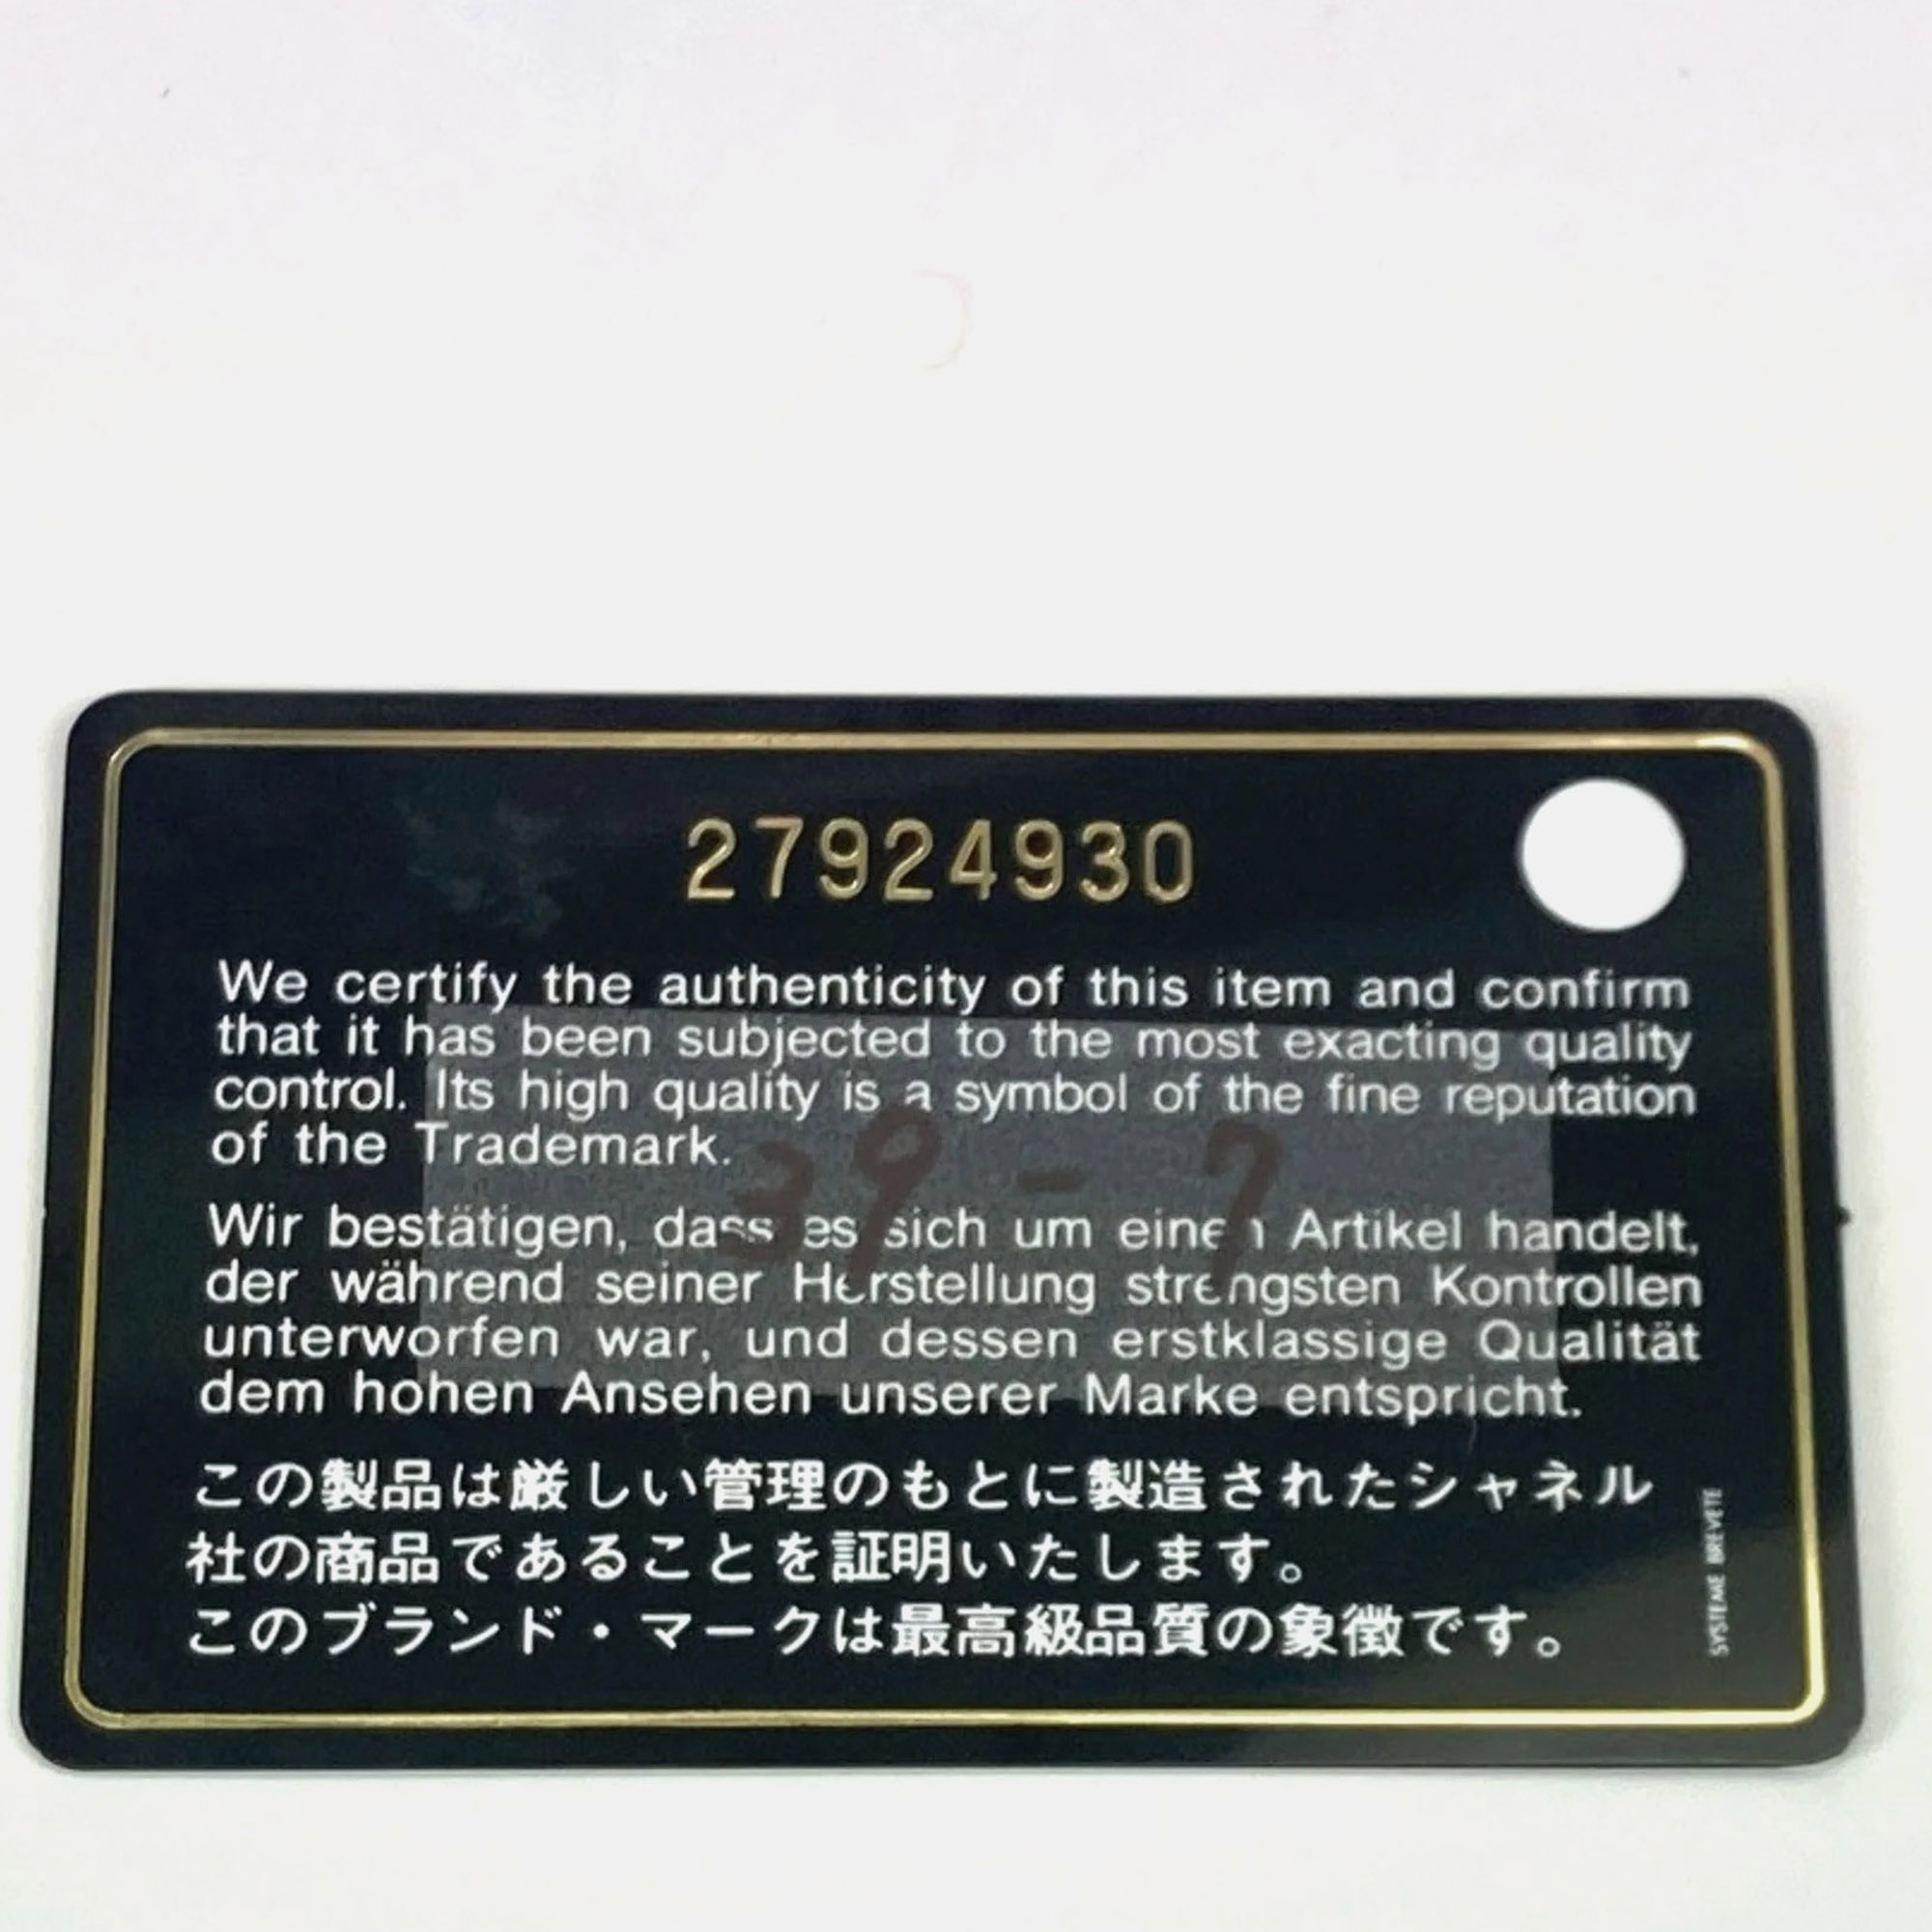 27924930
We certify the authenticity of this item and confirm
that it has been subjected to the most exacting quality
control. Its high quality is a symbol of the fine reputation
of the Trademark.
39 - 7
Wir bestätigen, dass es sich um einen Artikel handelt,
der während seiner Herstellung strengsten Kontrollen
unterworfen war, und dessen erstklassige Qualität
dem hohen Ansehen unserer Marke entspricht.
この製品は厳しい管理のもとに製造されたシャネル
社の商品であることを証明いたします。
このブランド・マークは最高級品質の象徴です。
SYSTEME BREVETE